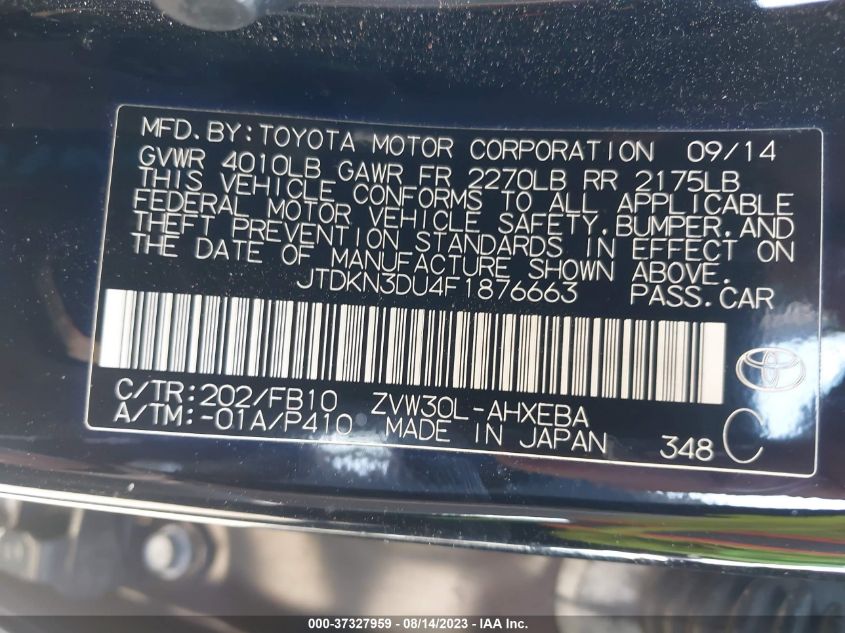 MFD.BY:TOYOTA MOTOR CORPORATION 09/14
GVWR 4010LB GAWR FR 2270LB RR 2175LB
THIS VEHICLE CONFORMS TO ALL APPLICABLE
FEDERAL MOTOR VEHICLE SAFETY,BUMPER,AND
THEFT PREVENTION STANDARDS IN EFFECT ON
THE DATE OF MANUFACTURE SHOWN ABOVE.
JTDKN3DU4F1876663 PASS.CAR
C/TR:202/FB10 ZVW30L-AHXEBA
A/TM:-01A/P410 MADE IN JAPAN 348 C
000-37327959 - 08/14/2023 - IAA Inc.